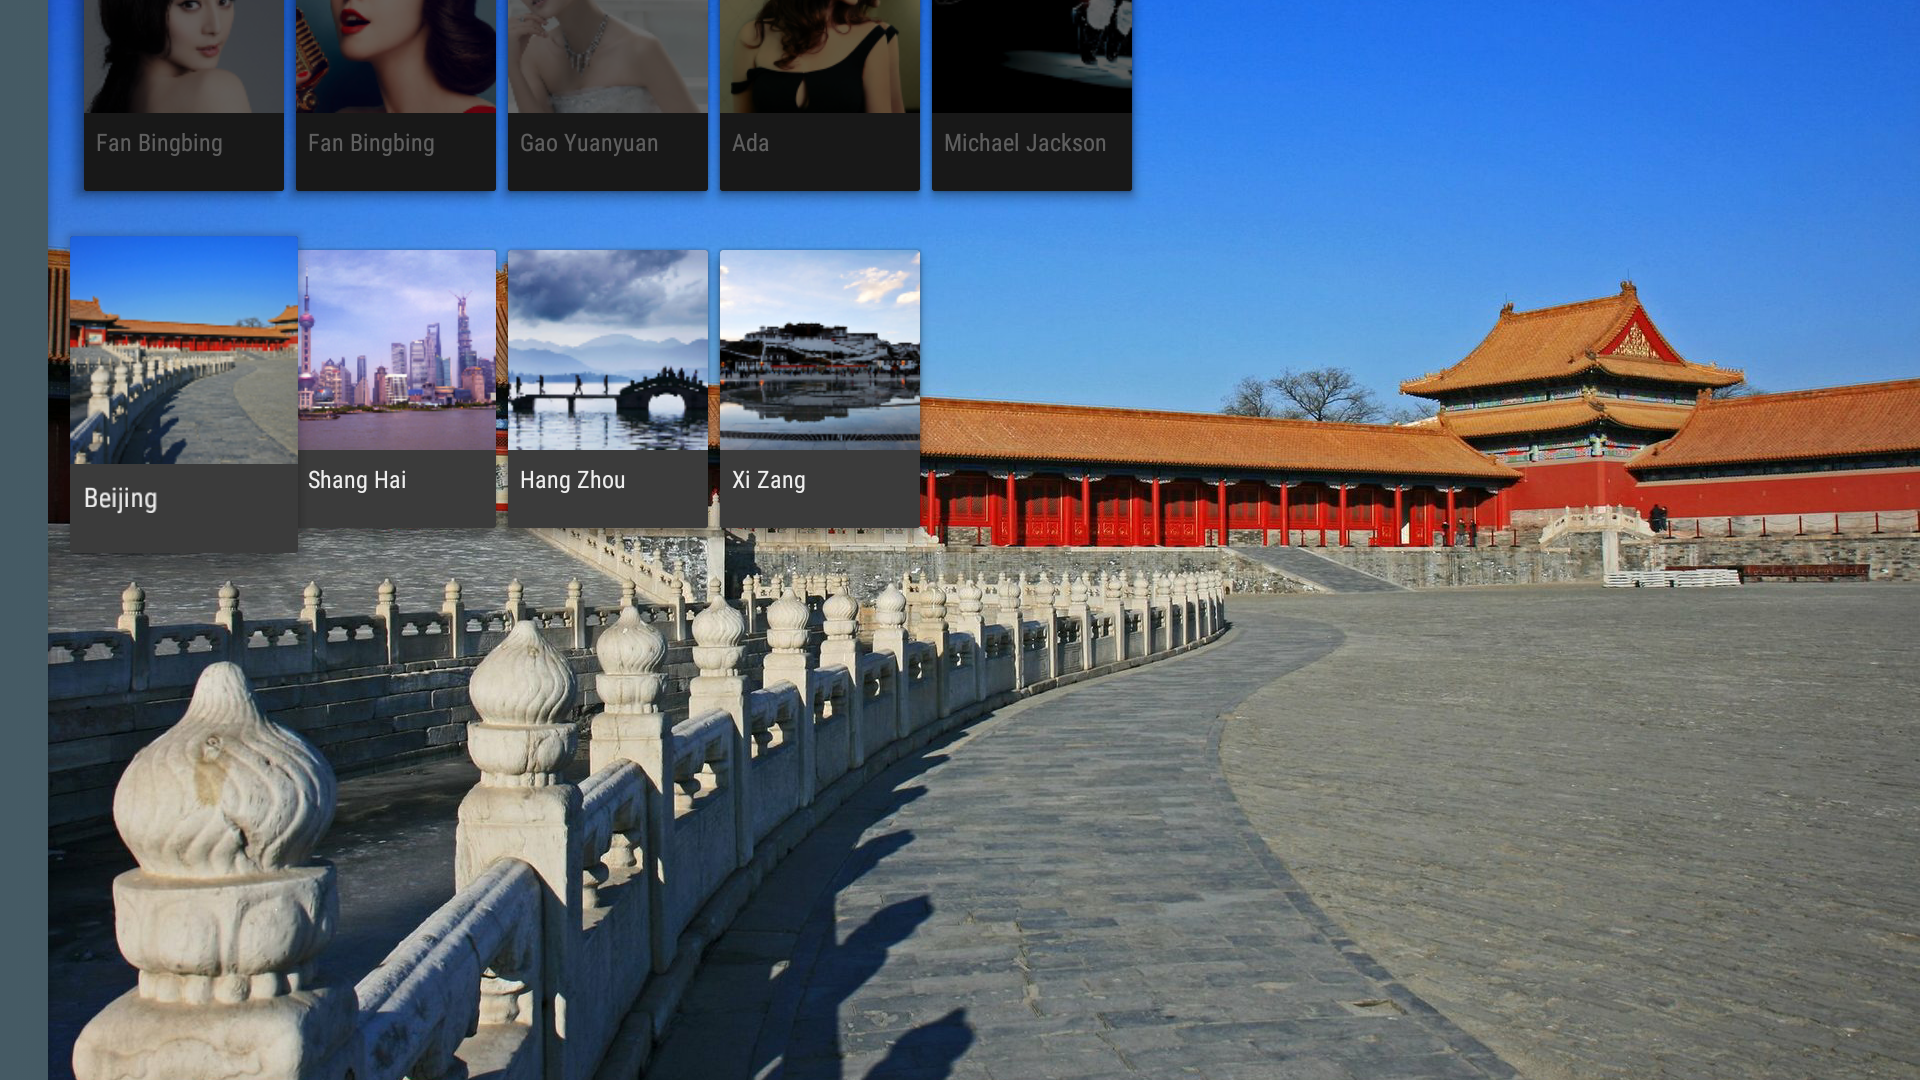 Fan Bingbing
Fan Bingbing
Gao Yuanyuan
Ada
Michael Jackson
Beijing
Shang Hai
Hang Zhou
Xi Zang